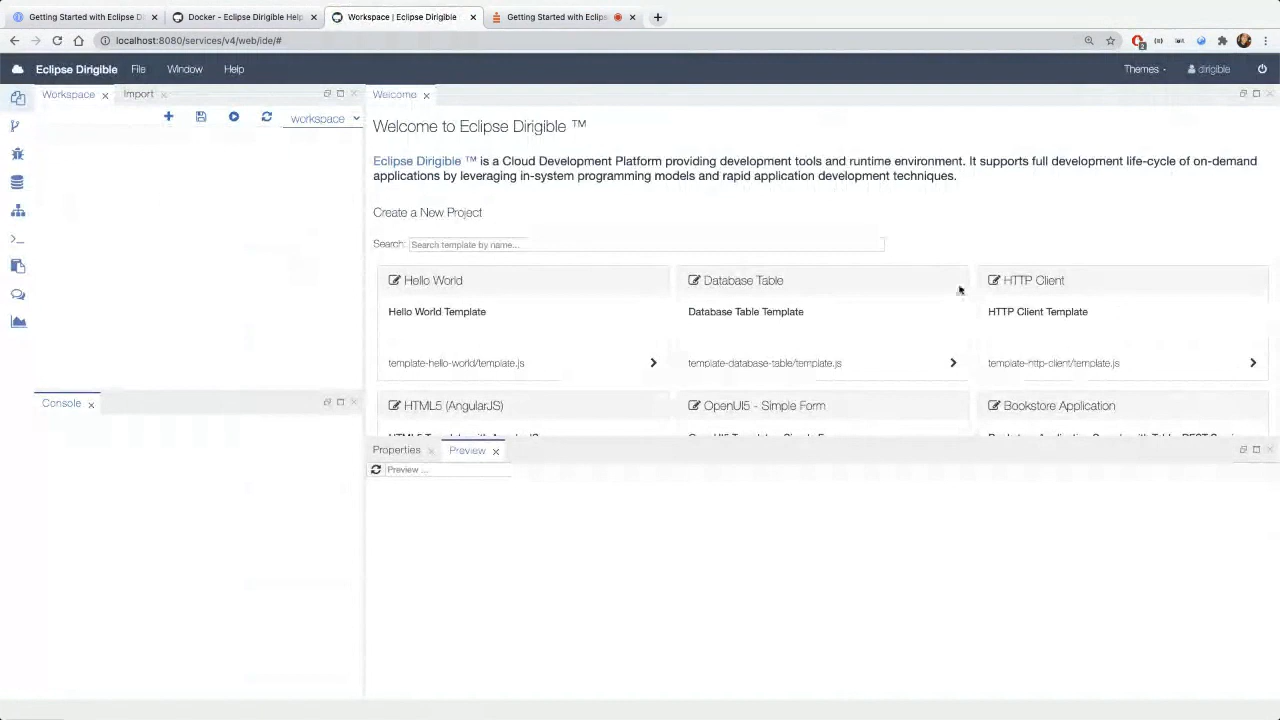 Getting Started with Eclipse D
Docker - Eclipse Dirigible Help
Workspace | Eclipse Dirigible
Getting Started with Eclips
localhost:8080/services/v4/web/ide/#
Eclipse Dirigible File Window Help
Themes
dirigible
Workspace
Import
workspace
Console
Welcome
Welcome to Eclipse Dirigible ™
Eclipse Dirigible ™ is a Cloud Development Platform providing development tools and runtime environment. It supports full development life-cycle of on-demand
applications by leveraging in-system programming models and rapid application development techniques.
Create a New Project
Search: Search template by name...
Hello World
Hello World Template
template-hello-world/template.js
Database Table
Database Table Template
template-database-table/template.js
HTTP Client
HTTP Client Template
template-http-client/template.js
HTML5 (AngularJS)
OpenUI5 - Simple Form
Bookstore Application
Properties
Preview
Preview ...